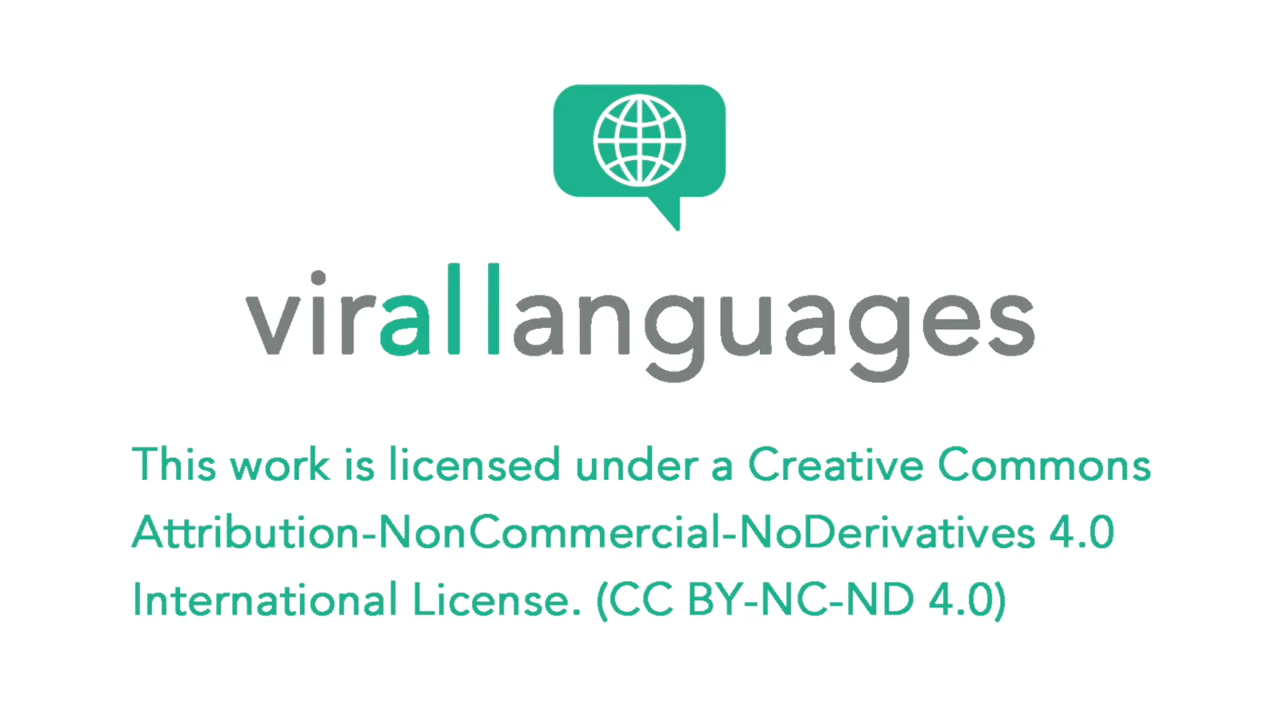 virallanguages
This work is licensed under a Creative Commons
Attribution-NonCommercial-NoDerivatives 4.0
International License. (CC BY-NC-ND 4.0)